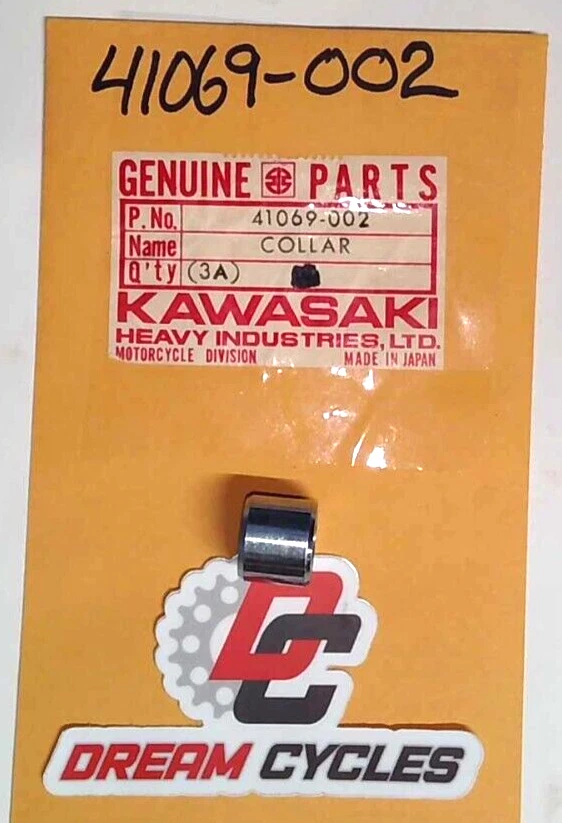 41069-002
GENUINE PARTS
P.No. 41069-002
Name COLLAR
Q'ty (3A)
KAWASAKI
HEAVY INDUSTRIES, LTD.
MOTORCYCLE DIVISION MADE IN JAPAN
DC
DREAM CYCLES